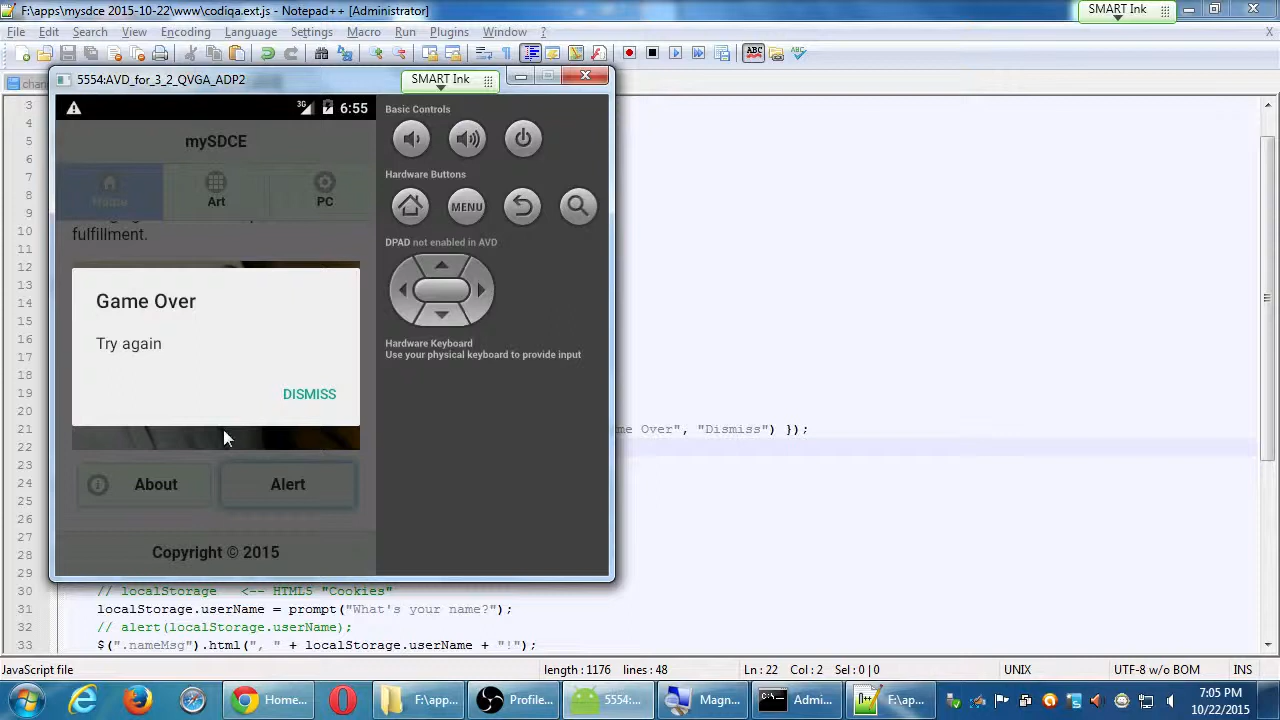 F:\apps\mysdce 2015-10-22\www\codiqa.ext.js - Notepad++ [Administrator]
SMART Ink
File Edit Search View Encoding Language Settings Macro Run Plugins Window X
5554:AVD_for_3_2_QVGA_ADP2
SMART Ink
3G 6:55
Basic Controls
mySDCE
Home Art PC
Hardware Buttons
MENU
fulfillment.
DPAD not enabled in AVD
Game Over
Try again
DISMISS
Hardware Keyboard
Use your physical keyboard to provide input
About Alert
Copyright © 2015
3
4
5
6
7
8
9
10
11
12
13
14
15
16
17
18
19
20
21 me Over", "Dismiss") });
22
23
24
25
26
27
28
29
30 // localStorage <-- HTML5 "Cookies"
31 localStorage.userName = prompt("What's your name?");
32 // alert(localStorage.userName);
33 $(".nameMsg").html(", " + localStorage.userName + "!");
JavaScript file length : 1176 lines : 48 Ln : 22 Col : 2 Sel : 0 | 0 UNIX UTF-8 w/o BOM INS
Home... F:\app... Profile... 5554:... Magn... Admi... F:\ap...
7:05 PM
10/22/2015